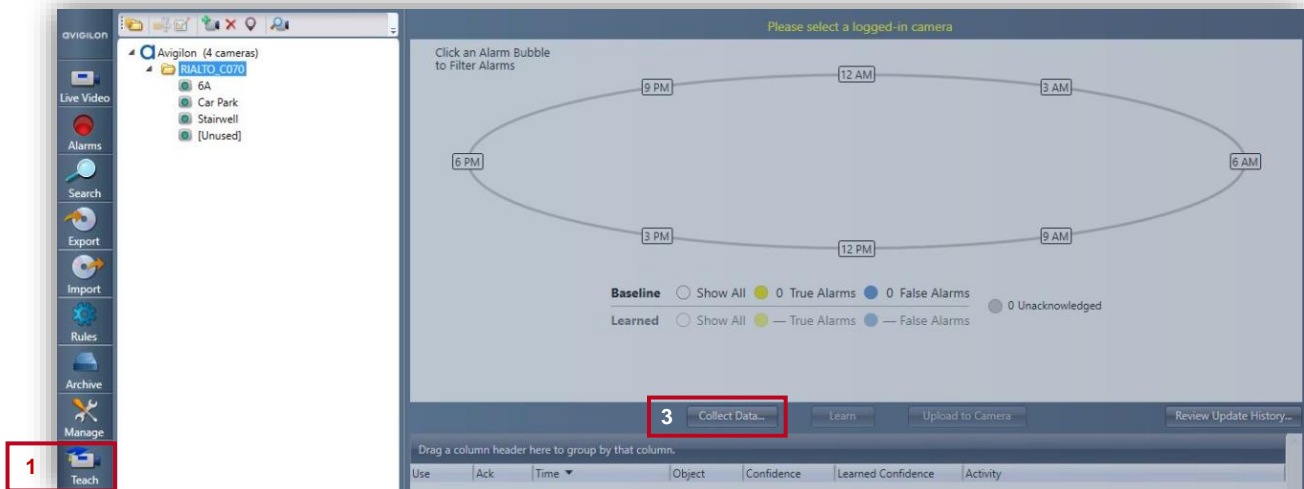 avigilon
Live Video
Alarms
Search
Export
Import
Rules
Archive
Manage
1
Teach
Avigilon (4 cameras)
RIALTO_C070
6A
Car Park
Stairwell
[Unused]
Please select a logged-in camera
Click an Alarm Bubble
to Filter Alarms
12 AM
9 PM
3 AM
6 PM
6 AM
3 PM
9 AM
12 PM
Baseline Show All 0 True Alarms 0 False Alarms
0 Unacknowledged
Learned Show All — True Alarms — False Alarms
3 Collect Data... Learn Upload to Camera Review Update History...
Drag a column header here to group by that column.
Use Ack Time Object Confidence Learned Confidence Activity